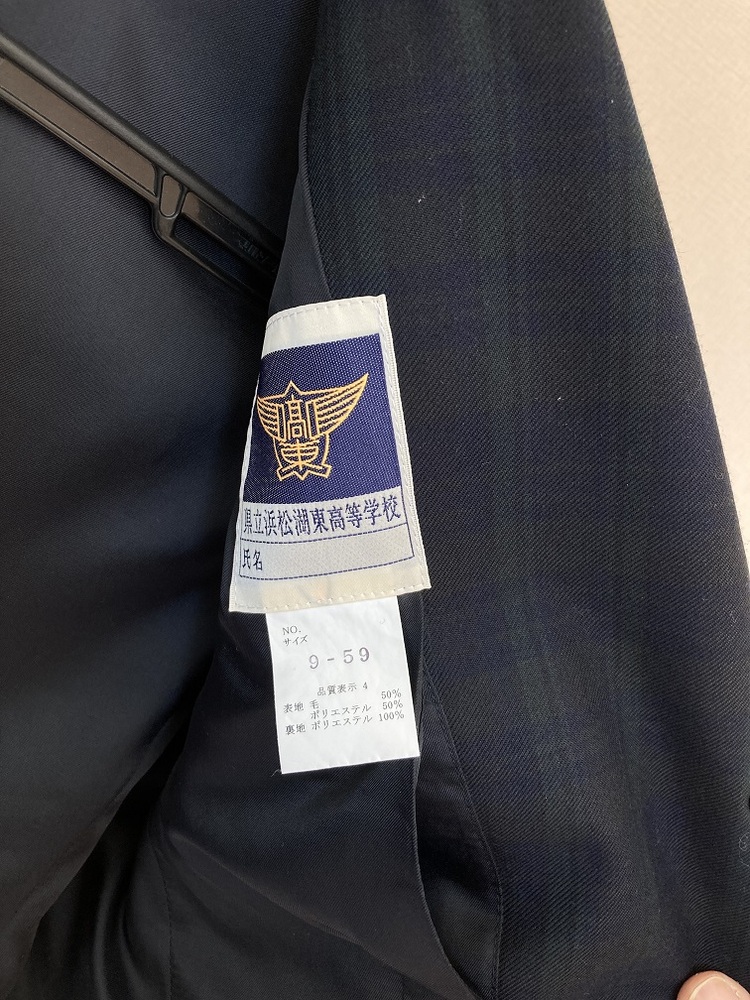 高
東
県立浜松湖東高等学校
氏名
NO.
サイズ
9-59
品質表示 4
表地 毛 50%
ポリエステル 50%
裏地 ポリエステル 100%